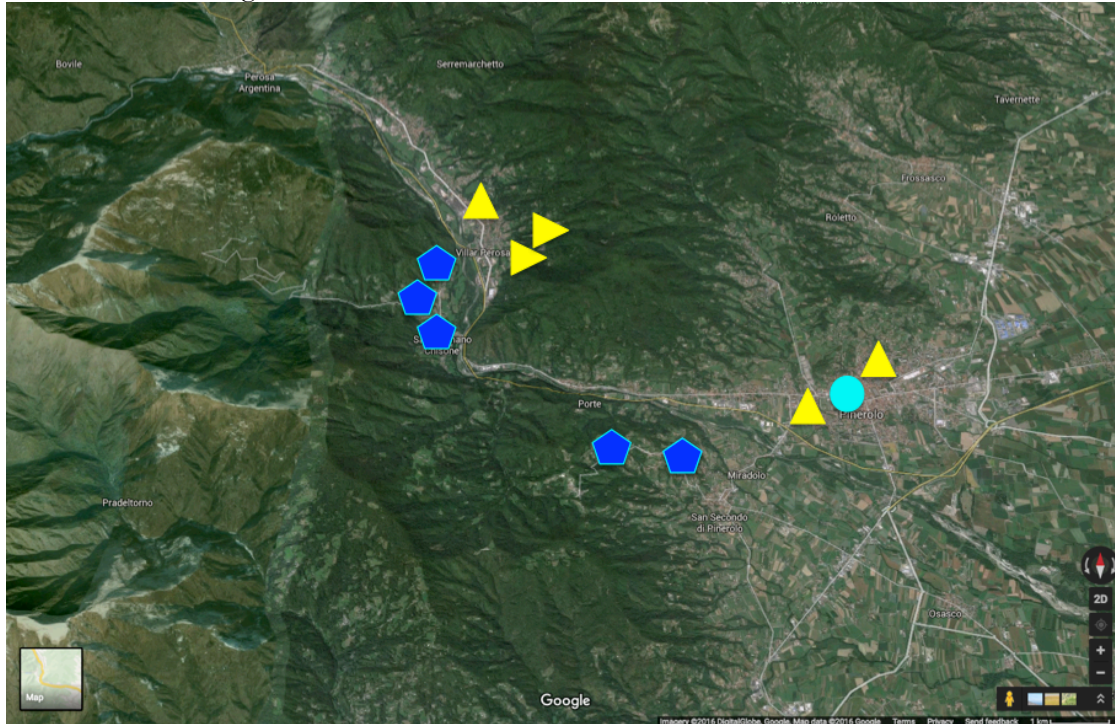 Bovile
Serremarchetto
Perosa
Argentina
Tavernette
Frossasco
Roletto
Villar Perosa
Chisone
Porte
Pinerolo
Miradolo
Pradeltorno
San Secondo
di Pinerolo
Osasco
2D
+
−
Map
Google
Imagery ©2016 DigitalGlobe, Google, Map data ©2016 Google Terms Privacy Send feedback 1 km